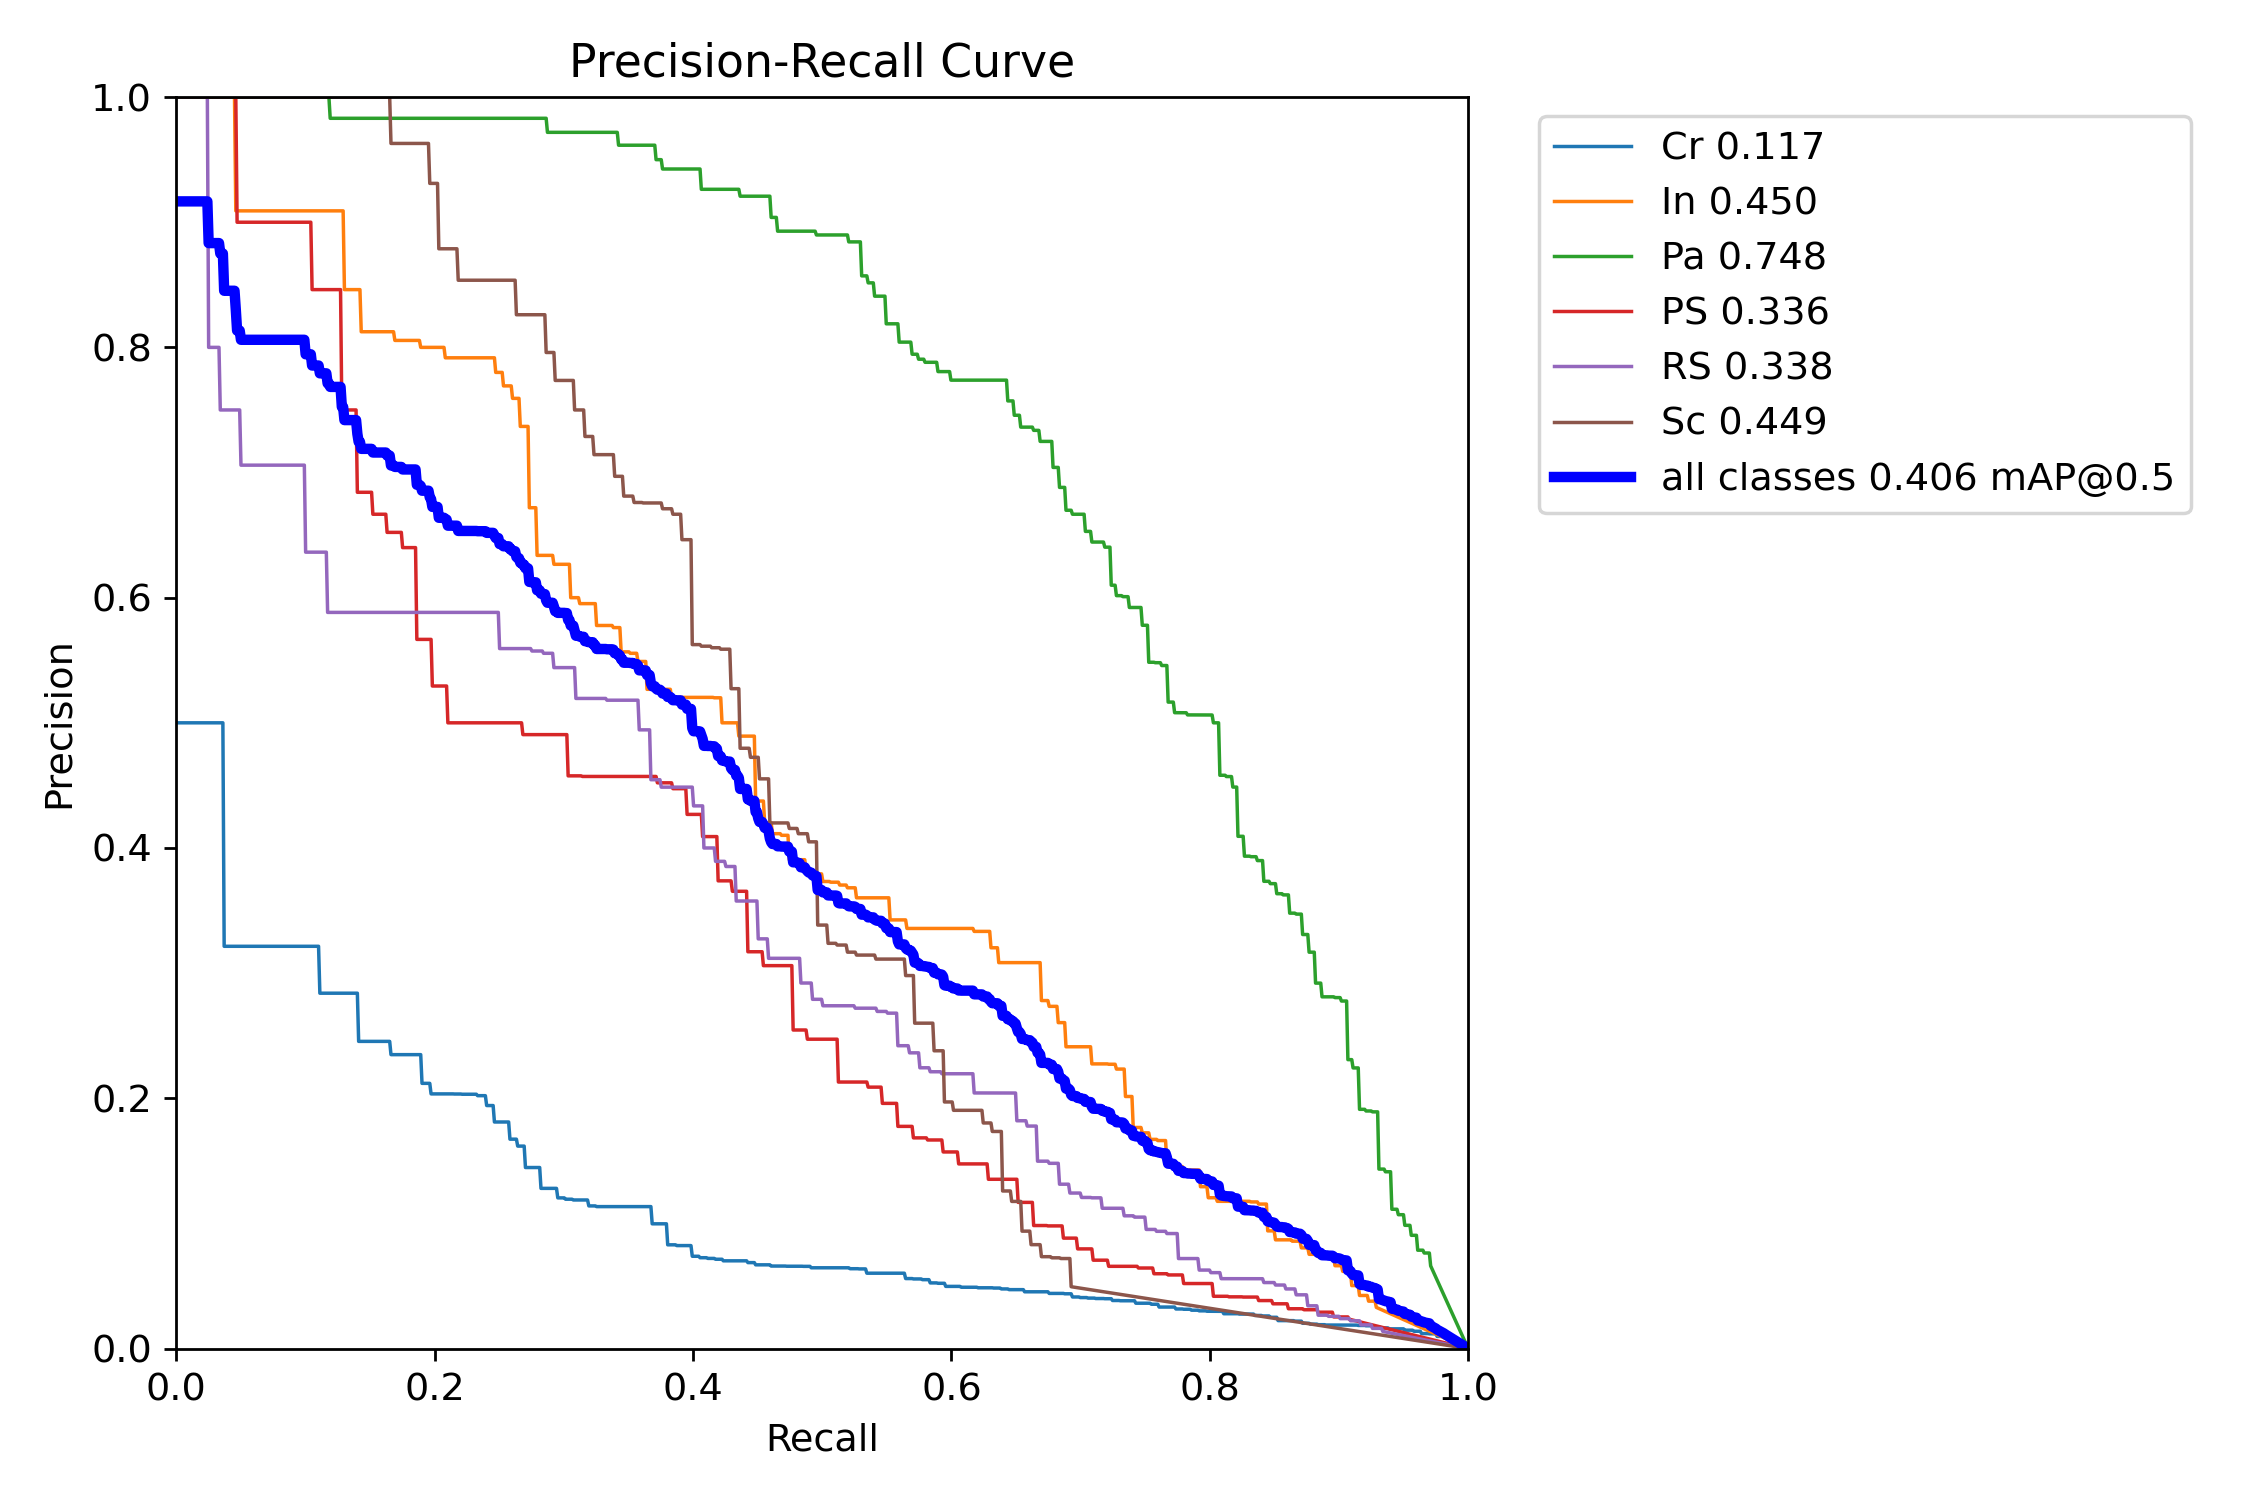 Precision-Recall Curve
1.0
0.8
0.6
0.4
0.2
0.0
Precision
0.0 0.2 0.4 0.6 0.8 1.0
Recall
Cr 0.117
In 0.450
Pa 0.748
PS 0.336
RS 0.338
Sc 0.449
all classes 0.406 mAP@0.5